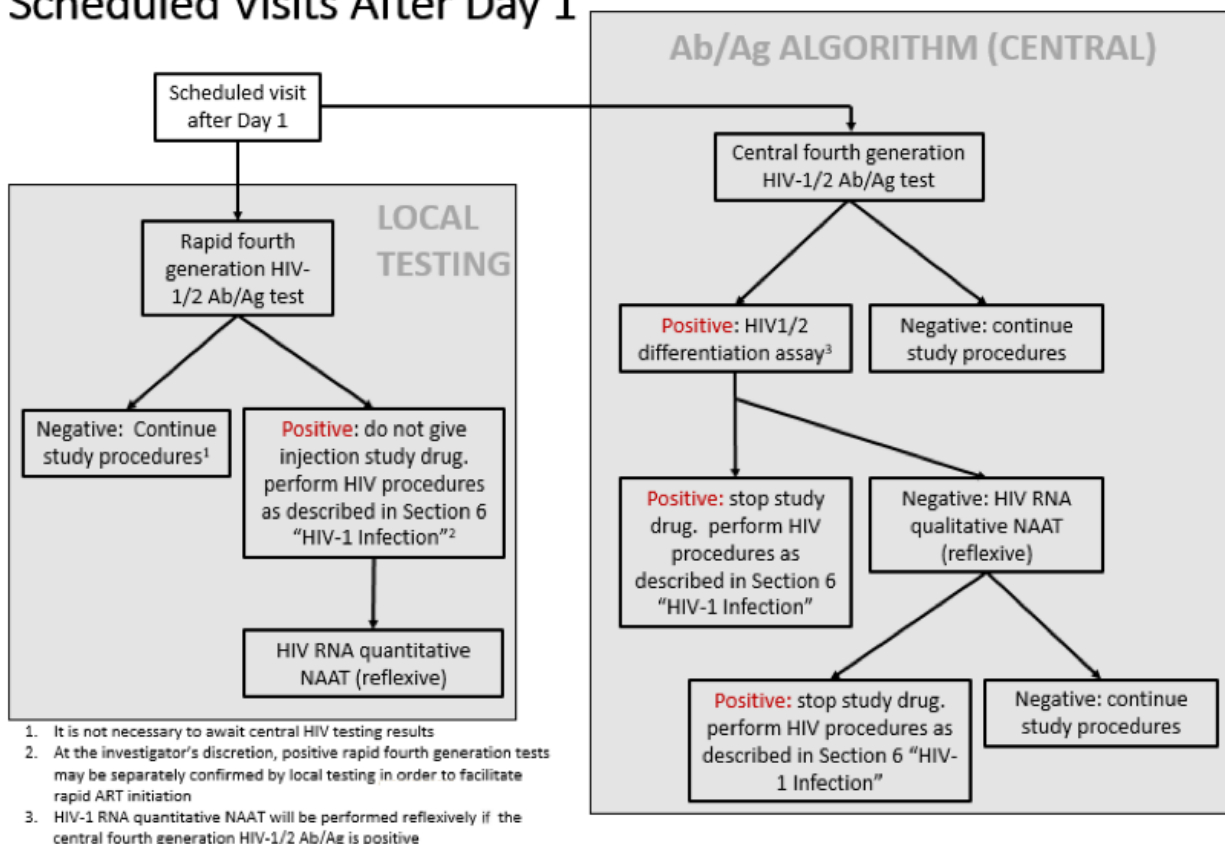 Scheduled Visits After Day 1
Ab/Ag ALGORITHM (CENTRAL)
Scheduled visit
after Day 1
Central fourth generation
HIV-1/2 Ab/Ag test
LOCAL
TESTING
Rapid fourth
generation HIV-
1/2 Ab/Ag test
Positive: HIV1/2
differentiation assay³
Negative: continue
study procedures
Negative:  Continue
study procedures¹
Positive: do not give
injection study drug.
perform HIV procedures
as described in Section 6
“HIV-1 Infection”²
Positive: stop study
drug.  perform HIV
procedures as
described in Section 6
“HIV-1 Infection”
Negative: HIV RNA
qualitative NAAT
(reflexive)
HIV RNA quantitative
NAAT (reflexive)
Positive: stop study drug.
perform HIV procedures as
described in Section 6 “HIV-
1 Infection”
Negative: continue
study procedures
1. It is not necessary to await central HIV testing results
2. At the investigator’s discretion, positive rapid fourth generation tests
may be separately confirmed by local testing in order to facilitate
rapid ART initiation
3. HIV-1 RNA quantitative NAAT will be performed reflexively if  the
central fourth generation HIV-1/2 Ab/Ag is positive